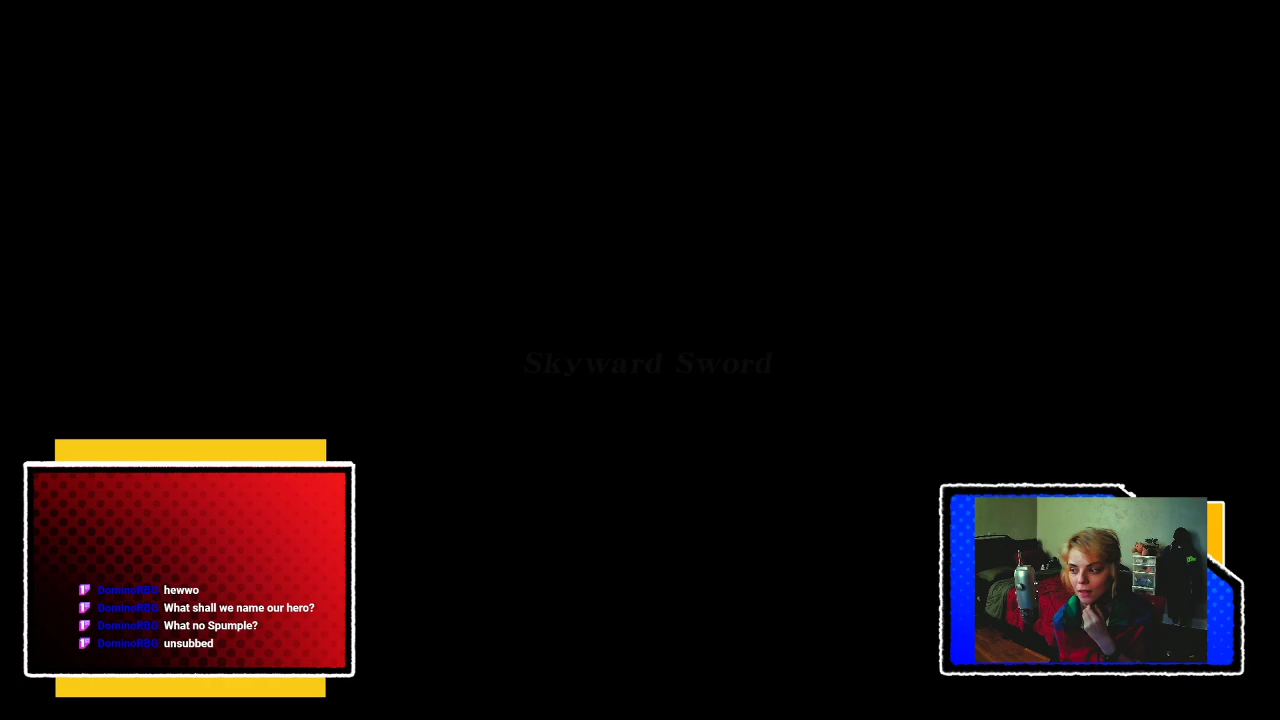 Skyward Sword
DominoRBG hewwo
DominoRBG What shall we name our hero?
DominoRBG What no Spumple?
DominoRBG unsubbed